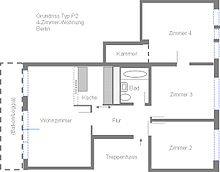 Grundriss Typ P2
4-Zimmer-Wohnung
Berlin
Zimmer 4
Kammer
Küche
Bad
Zimmer 3
Wohnzimmer
Flur
Treppenhaus
Zimmer 2